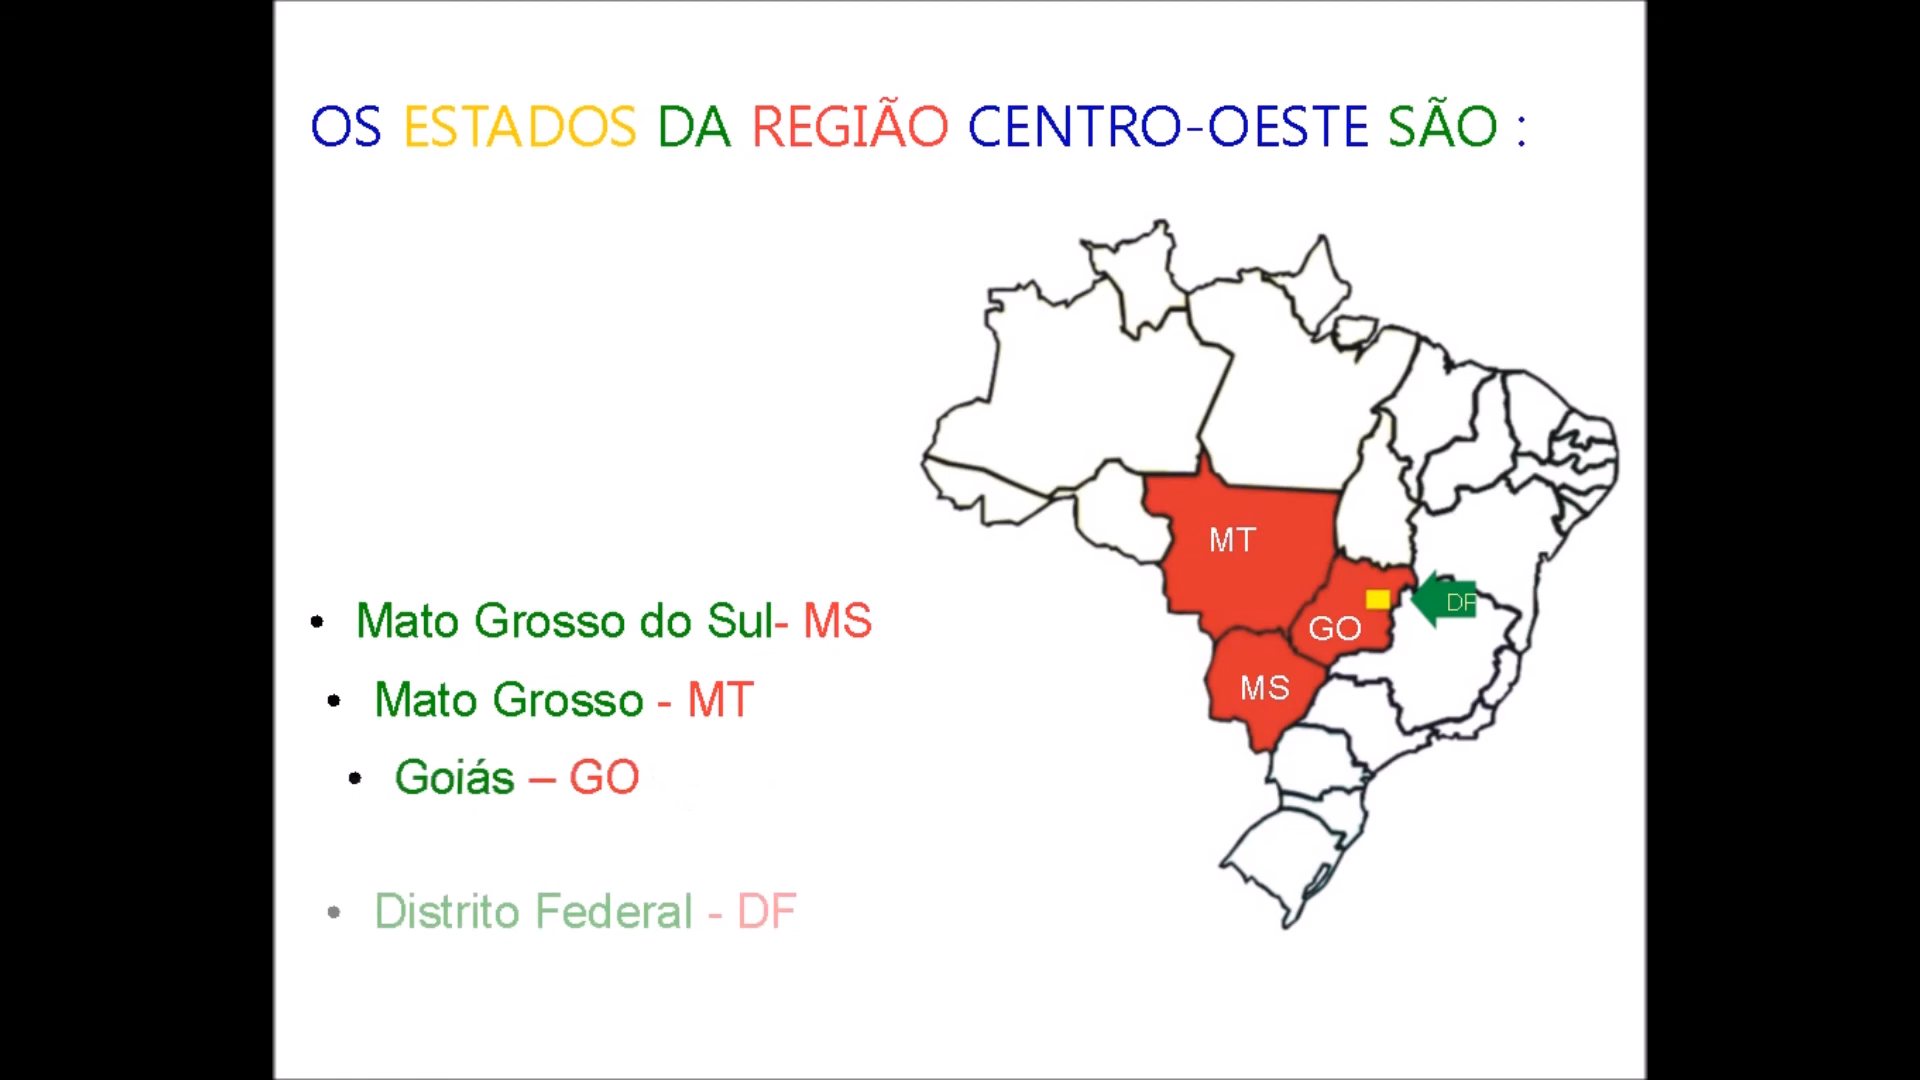 OS ESTADOS DA REGIÃO CENTRO-OESTE SÃO :
MT
DF
GO
MS
• Mato Grosso do Sul- MS
• Mato Grosso - MT
• Goiás – GO
• Distrito Federal - DF